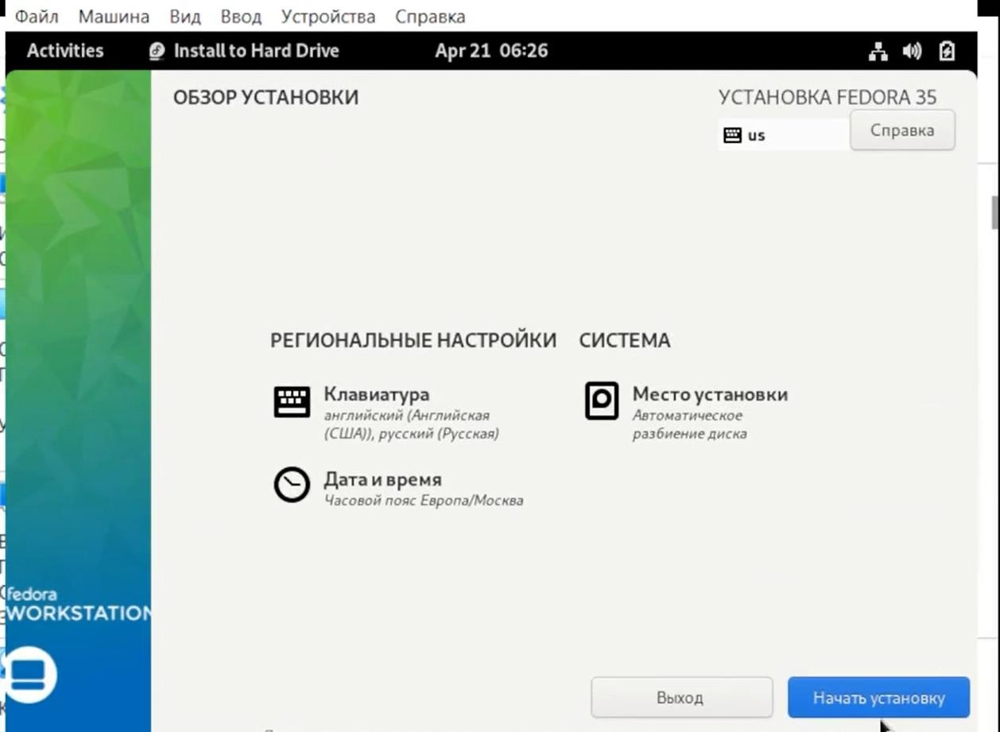 Файл Машина Вид Ввод Устройства Справка
Activities Install to Hard Drive Apr 21 06:26
ОБЗОР УСТАНОВКИ
УСТАНОВКА FEDORA 35
us
Справка
РЕГИОНАЛЬНЫЕ НАСТРОЙКИ
Клавиатура
английский (Английская
(США)), русский (Русская)
Дата и время
Часовой пояс Европа/Москва
СИСТЕМА
Место установки
Автоматическое
разбиение диска
fedora
WORKSTATION
Выход
Начать установку